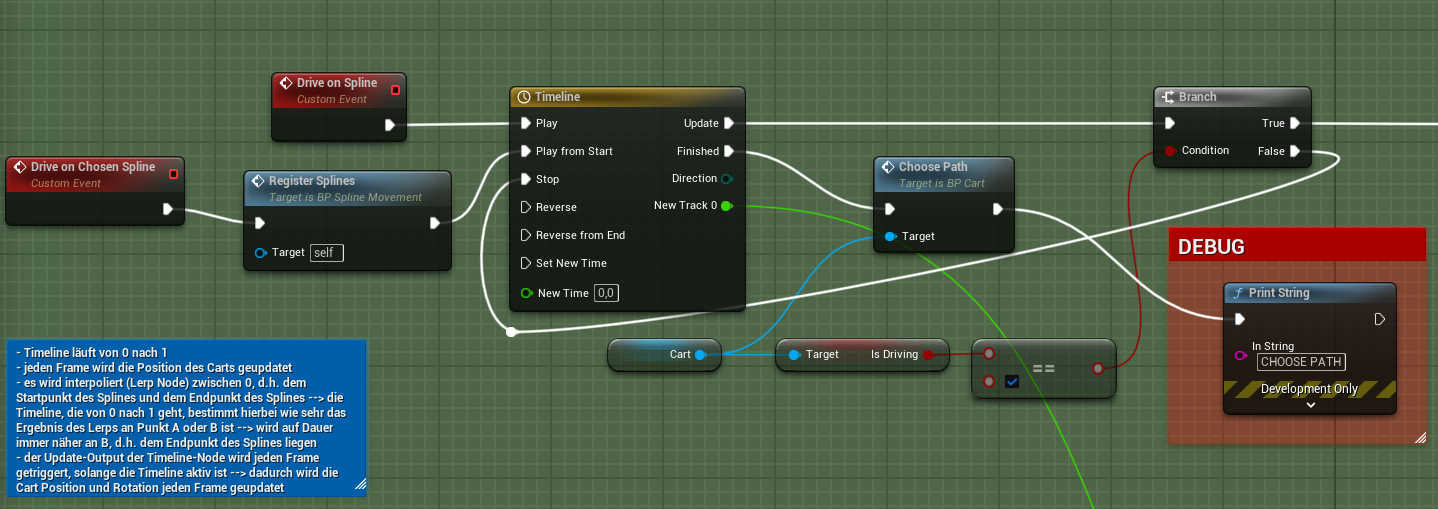 Drive on Spline
Custom Event
Drive on Chosen Spline
Custom Event
Register Splines
Target is BP Spline Movement
Target self
Timeline
Play
Update
Play from Start
Finished
Stop
Direction
Reverse
New Track 0
Reverse from End
Set New Time
New Time 0,0
Choose Path
Target is BP Cart
Target
Branch
True
Condition
False
DEBUG
Print String
In String
CHOOSE PATH
Development Only
Cart
Target
Is Driving
==
- Timeline läuft von 0 nach 1
- jeden Frame wird die Position des Carts geupdatet
- es wird interpoliert (Lerp Node) zwischen 0, d.h. dem
Startpunkt des Splines und dem Endpunkt des Splines --> die
Timeline, die von 0 nach 1 geht, bestimmt hierbei wie sehr das
Ergebnis des Lerps an Punkt A oder B ist --> wird auf Dauer
immer näher an B, d.h. dem Endpunkt des Splines liegen
- der Update-Output der Timeline-Node wird jeden Frame
getriggert, solange die Timeline aktiv ist --> dadurch wird die
Cart Position und Rotation jeden Frame geupdatet